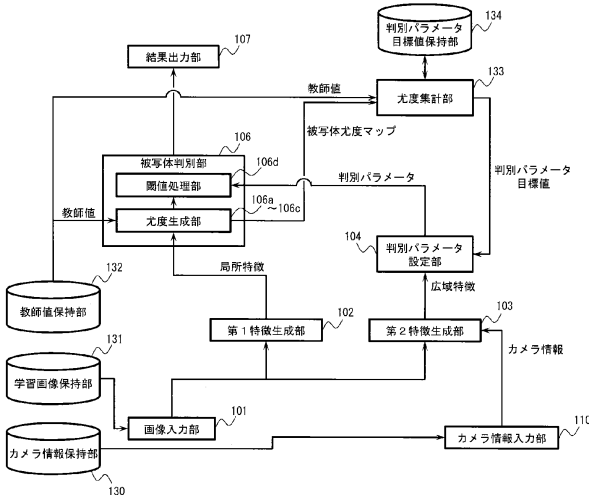 134
判別パラメータ
目標値保持部
107
結果出力部
133
教師値
尤度集計部
被写体尤度マップ
106
被写体判別部
106d
閾値処理部
判別パラメータ
判別パラメータ
目標値
106a
~106c
教師値
尤度生成部
104
判別パラメータ
設定部
132
局所特徴
広域特徴
教師値保持部
102
103
第1特徴生成部
第2特徴生成部
131
カメラ情報
学習画像保持部
101
画像入力部
110
カメラ情報保持部
カメラ情報入力部
130